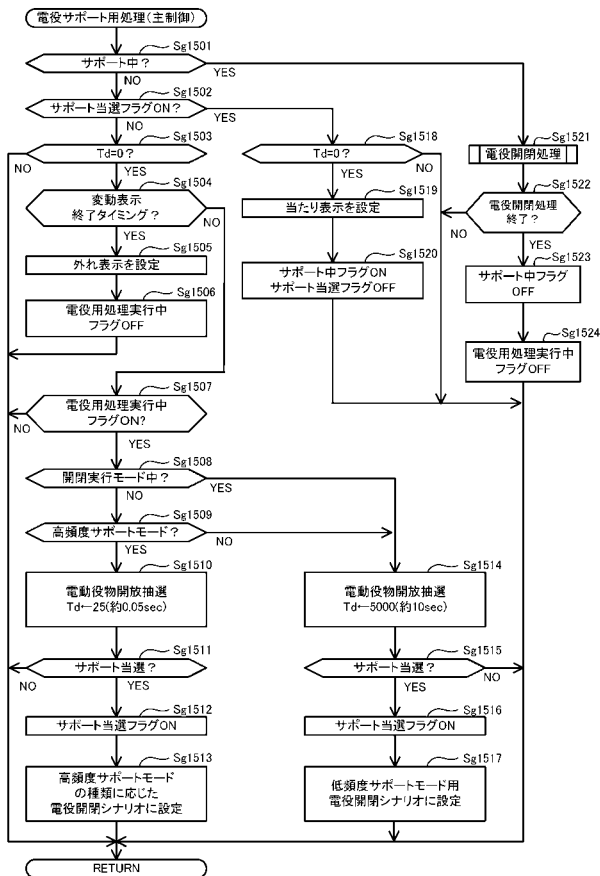 電役サポート用処理(主制御)
Sg1501
サポート中？
YES
NO
Sg1502
サポート当選フラグON？
YES
NO
Sg1503
Td=0？
NO
YES
Sg1504
変動表示
終了タイミング？
NO
YES
Sg1505
外れ表示を設定
Sg1506
電役用処理実行中
フラグOFF
Sg1518
Td=0？
NO
YES
Sg1519
当たり表示を設定
Sg1520
サポート中フラグON
サポート当選フラグOFF
Sg1521
電役開閉処理
Sg1522
電役開閉処理
終了？
NO
YES
Sg1523
サポート中フラグ
OFF
Sg1524
電役用処理実行中
フラグOFF
Sg1507
電役用処理実行中
フラグON?
NO
YES
Sg1508
開閉実行モード中？
YES
NO
Sg1509
高頻度サポートモード？
NO
YES
Sg1510
電動役物開放抽選
Td←25(約0.05sec)
Sg1511
サポート当選？
NO
YES
Sg1512
サポート当選フラグON
Sg1513
高頻度サポートモード
の種類に応じた
電役開閉シナリオに設定
Sg1514
電動役物開放抽選
Td←5000(約10sec)
Sg1515
サポート当選？
NO
YES
Sg1516
サポート当選フラグON
Sg1517
低頻度サポートモード用
電役開閉シナリオに設定
RETURN